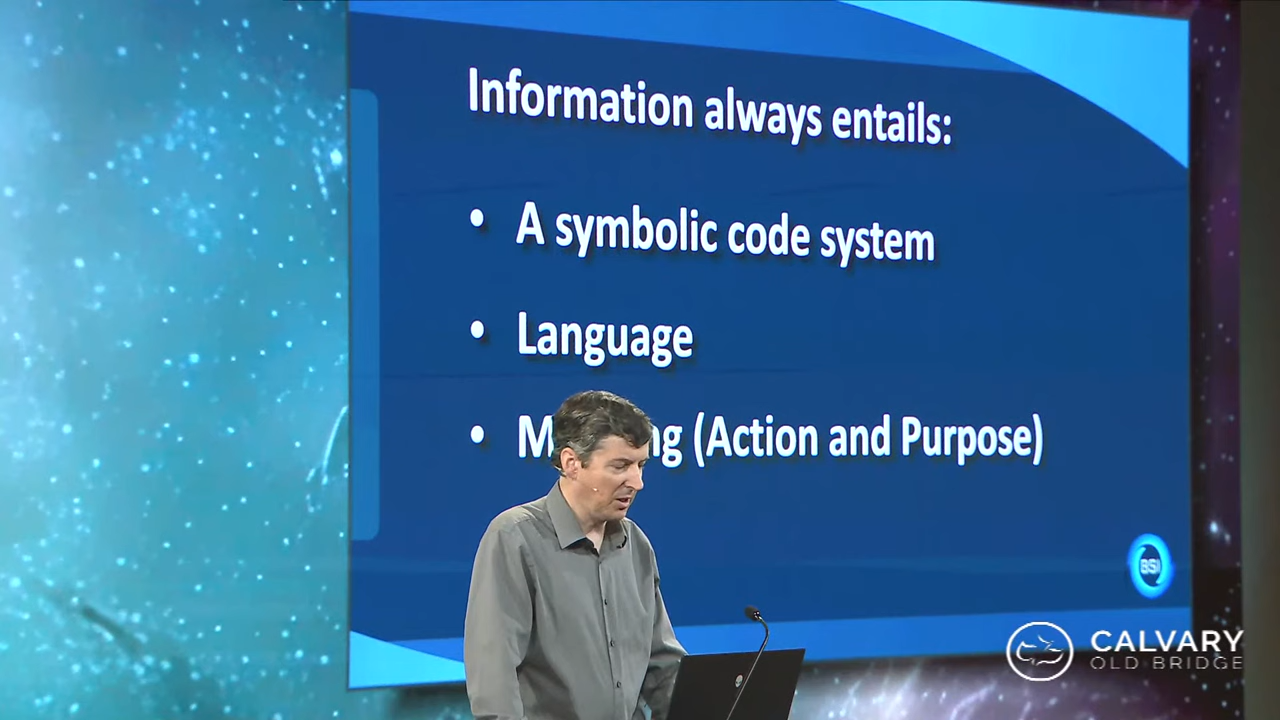 Information always entails:
• A symbolic code system
• Language
• (Action and Purpose)
BSI
CALVARY
OLD BRIDGE